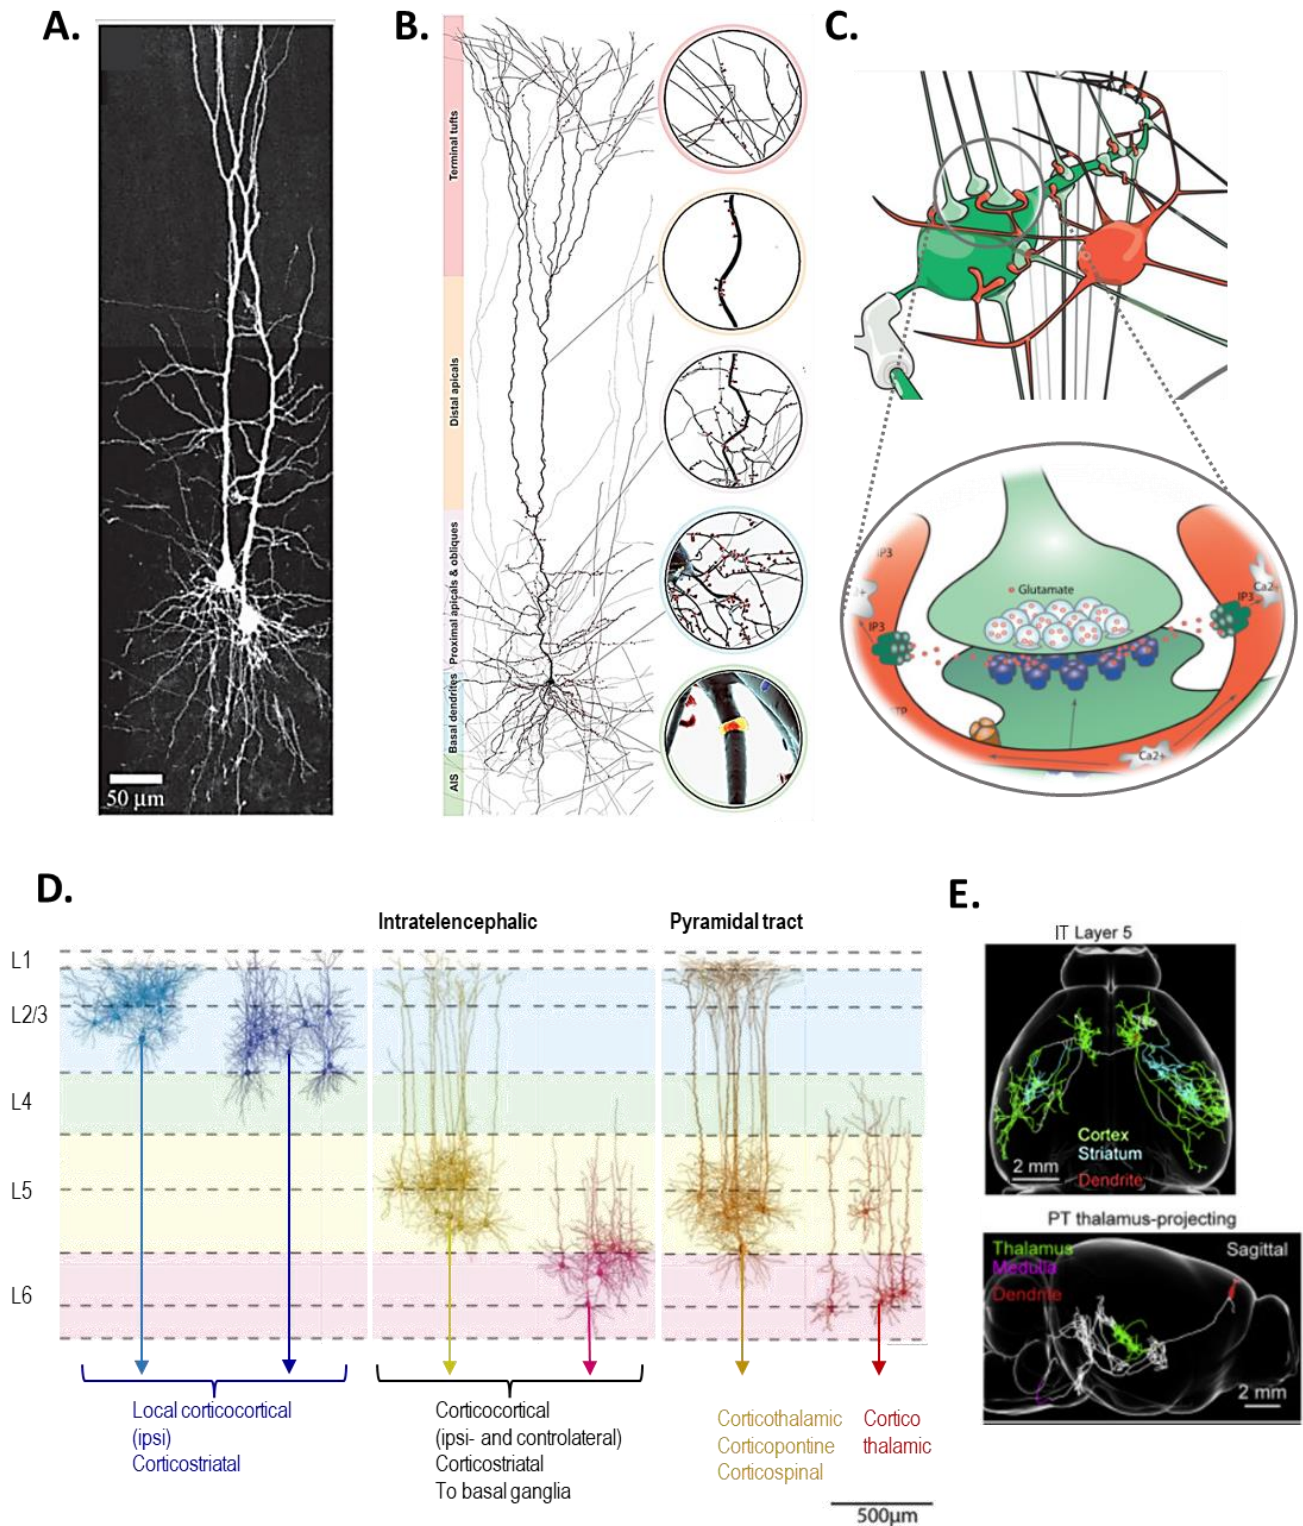 A.
50 µm
B.
Terminal tufts
Distal apicals
Proximal apicals & obliques
Basal dendrites
AIS
C.
IP3
IP3
Glutamate
Ca2+
IP3
Ca2+
D.
Intratelencephalic
Pyramidal tract
L1
L2/3
L4
L5
L6
Local corticocortical
(ipsi)
Corticostriatal
Corticocortical
(ipsi- and controlateral)
Corticostriatal
To basal ganglia
Corticothalamic
Corticopontine
Corticospinal
Cortico
thalamic
500µm
E.
IT Layer 5
Cortex
Striatum
Dendrite
2 mm
PT thalamus-projecting
Thalamus
Medulla
Dendrite
Sagittal
2 mm